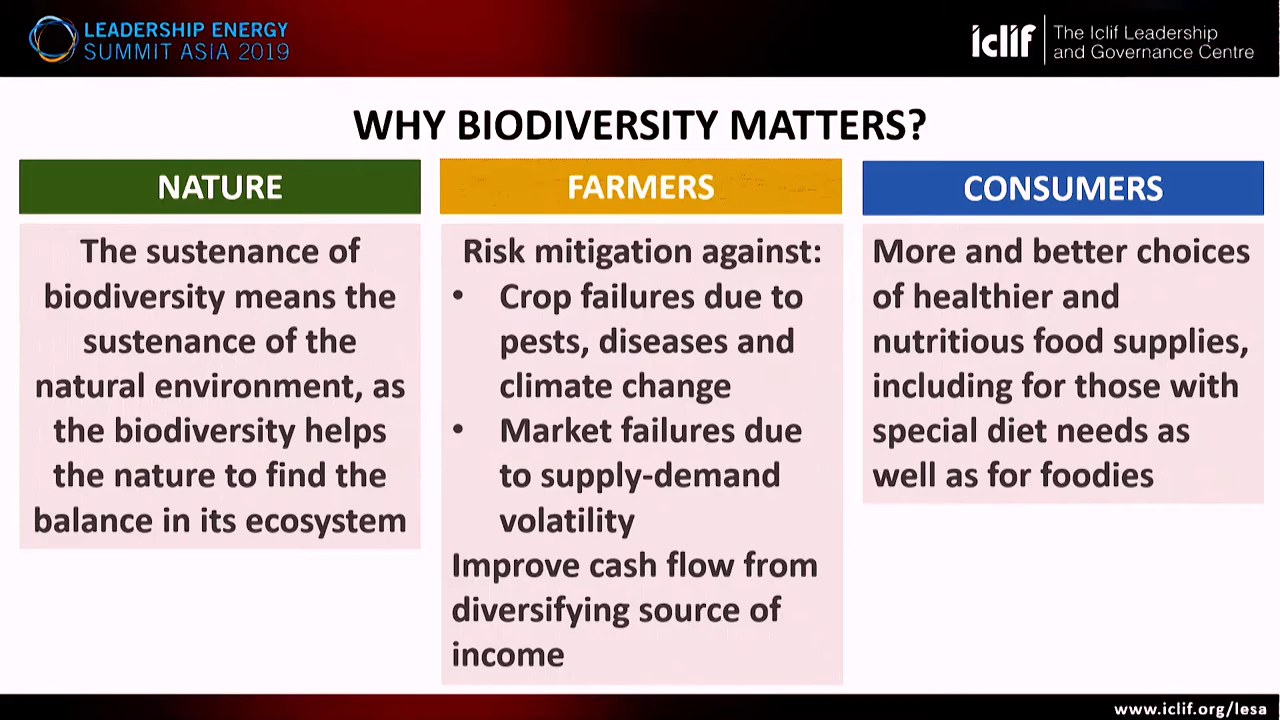 LEADERSHIP ENERGY
SUMMIT ASIA 2019
iclif
The Iclif Leadership
and Governance Centre
WHY BIODIVERSITY MATTERS?
NATURE
The sustenance of
biodiversity means the
sustenance of the
natural environment, as
the biodiversity helps
the nature to find the
balance in its ecosystem
FARMERS
Risk mitigation against:
• Crop failures due to
pests, diseases and
climate change
• Market failures due
to supply-demand
volatility
Improve cash flow from
diversifying source of
income
CONSUMERS
More and better choices
of healthier and
nutritious food supplies,
including for those with
special diet needs as
well as for foodies
www.iclif.org/lesa